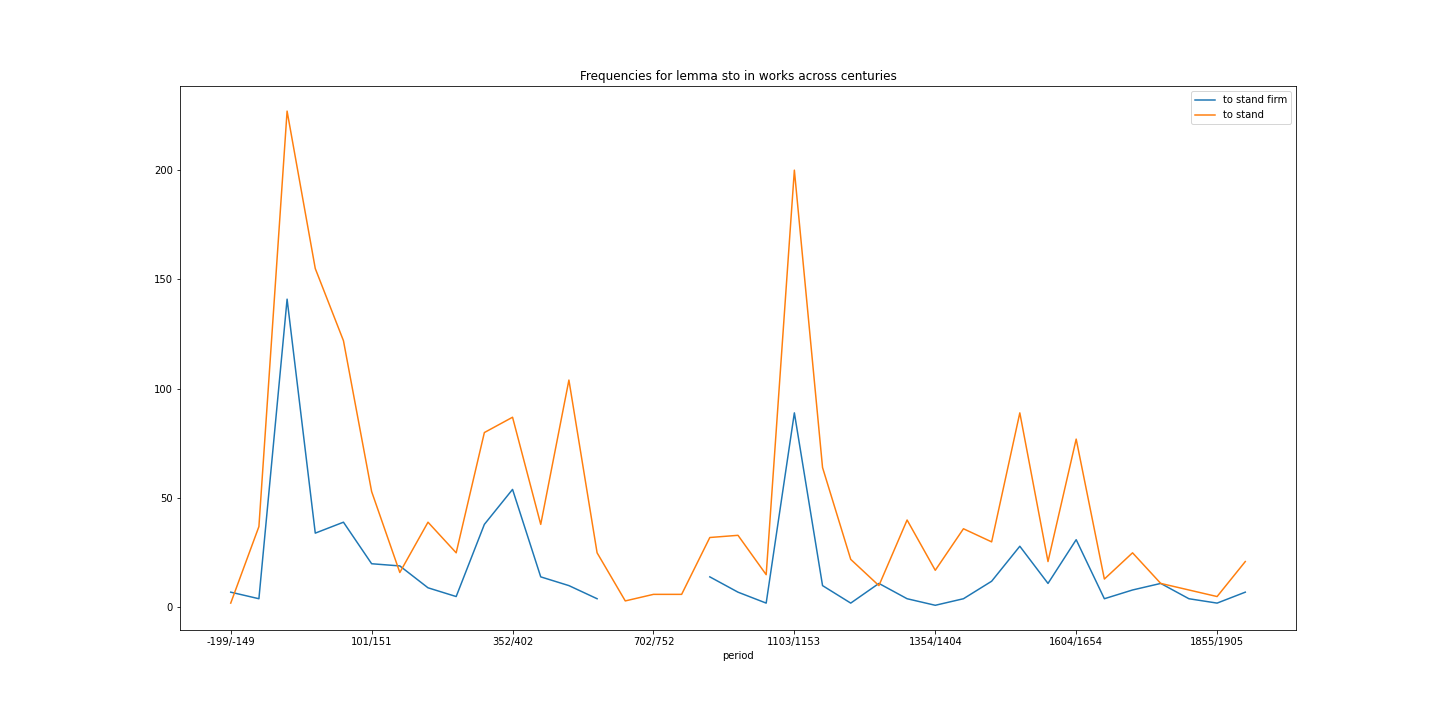 Frequencies for lemma sto in works across centuries
to stand firm
to stand
200
150
100
50
0
-199/-149 101/151 352/402 702/752 1103/1153 1354/1404 1604/1654 1855/1905
period